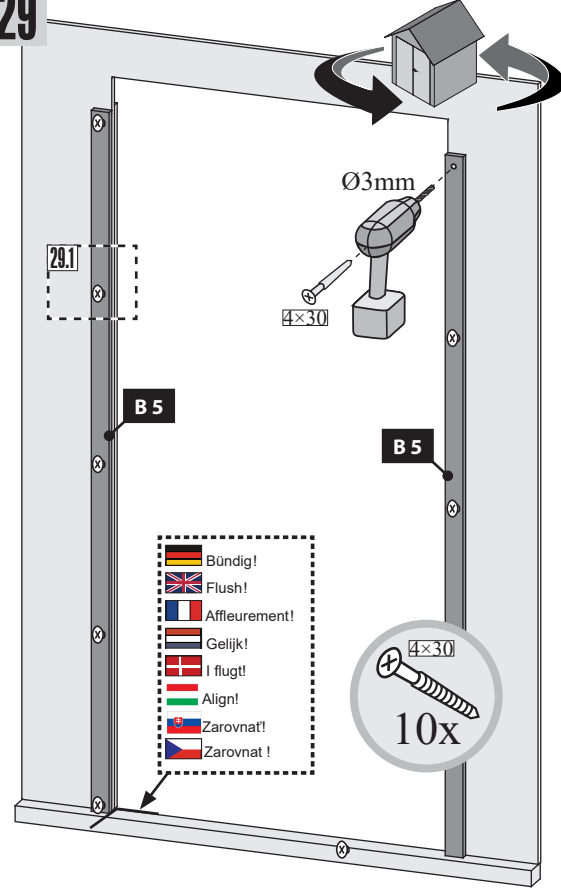 29
Ø3mm
29.1
4×30
B 5
B 5
Bündig!
Flush!
Affleurement!
Gelijk!
I flugt!
Align!
Zarovnať!
Zarovnat !
4×30
10x